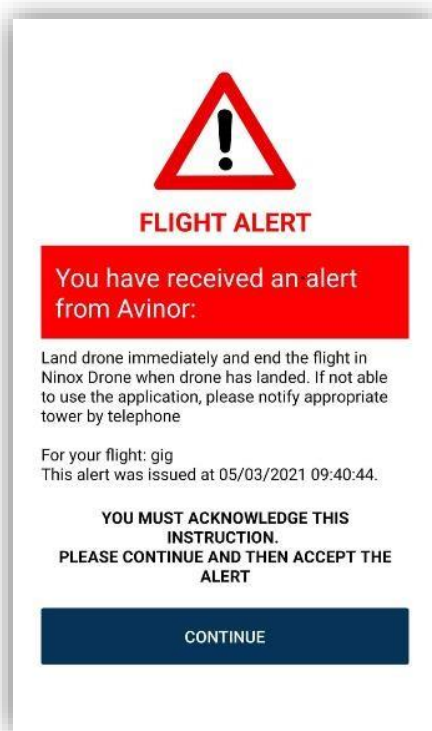 FLIGHT ALERT
You have received an alert
from Avinor:
Land drone immediately and end the flight in
Ninox Drone when drone has landed. If not able
to use the application, please notify appropriate
tower by telephone
For your flight: gig
This alert was issued at 05/03/2021 09:40:44.
YOU MUST ACKNOWLEDGE THIS
INSTRUCTION.
PLEASE CONTINUE AND THEN ACCEPT THE
ALERT
CONTINUE